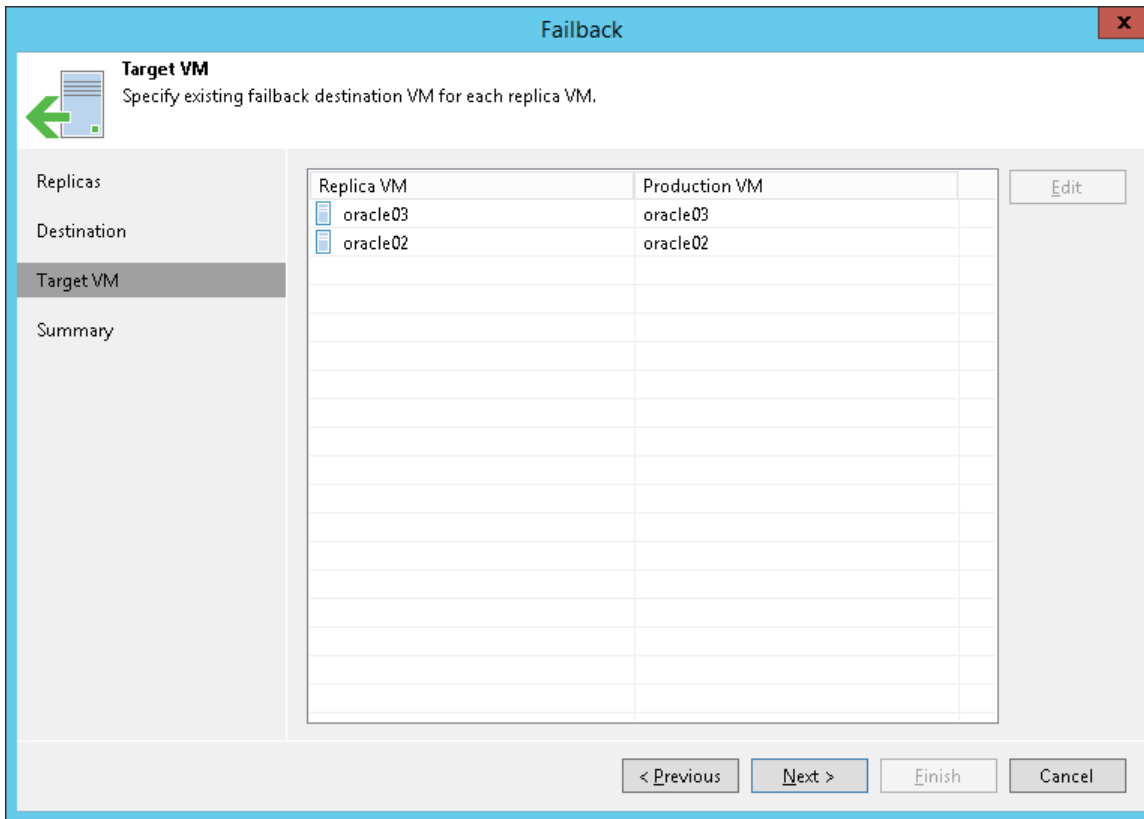 Failback
x
Target VM
Specify existing failback destination VM for each replica VM.
Replicas
Destination
Target VM
Summary
Replica VM Production VM
oracle03 oracle03
oracle02 oracle02
Edit
< Previous Next > Finish Cancel